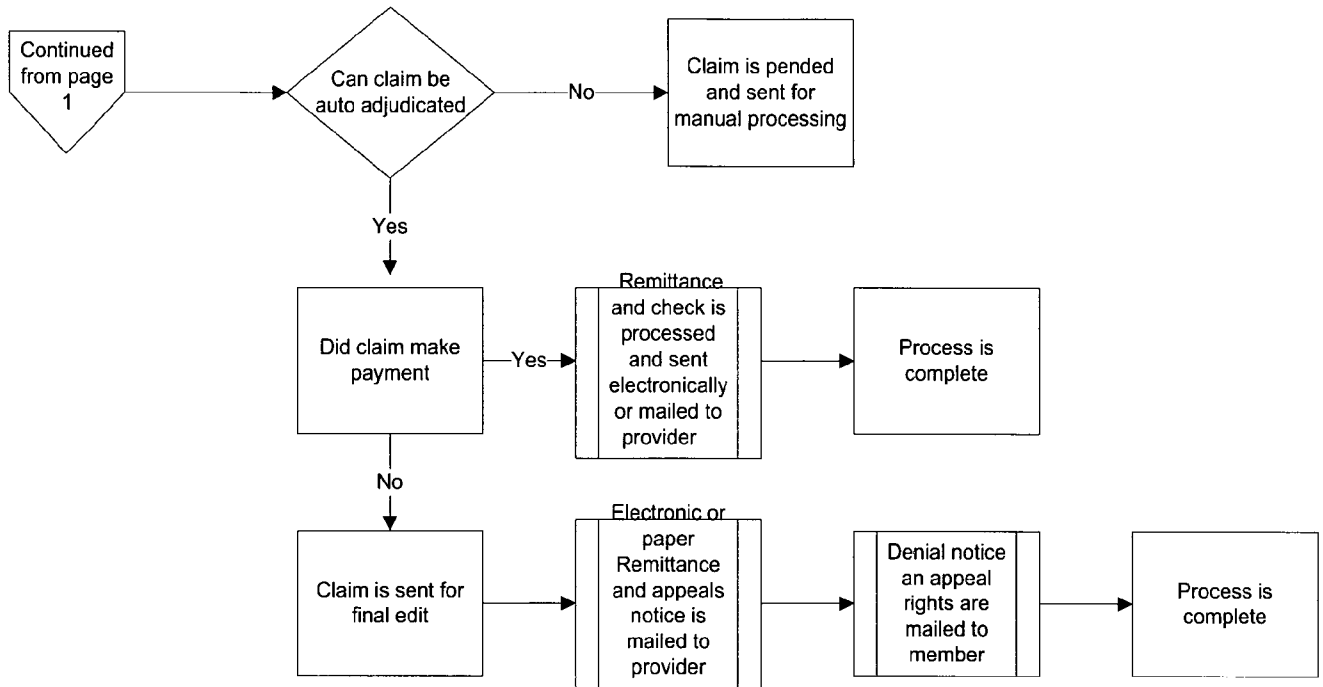 Continued
from page
1
Can claim be
auto adjudicated
No
Claim is pended
and sent for
manual processing
Yes
Did claim make
payment
Yes
Remittance
and check is
processed
and sent
electronically
or mailed to
provider
Process is
complete
No
Claim is sent for
final edit
Electronic or
paper
Remittance
and appeals
notice is
mailed to
provider
Denial notice
an appeal
rights are
mailed to
member
Process is
complete